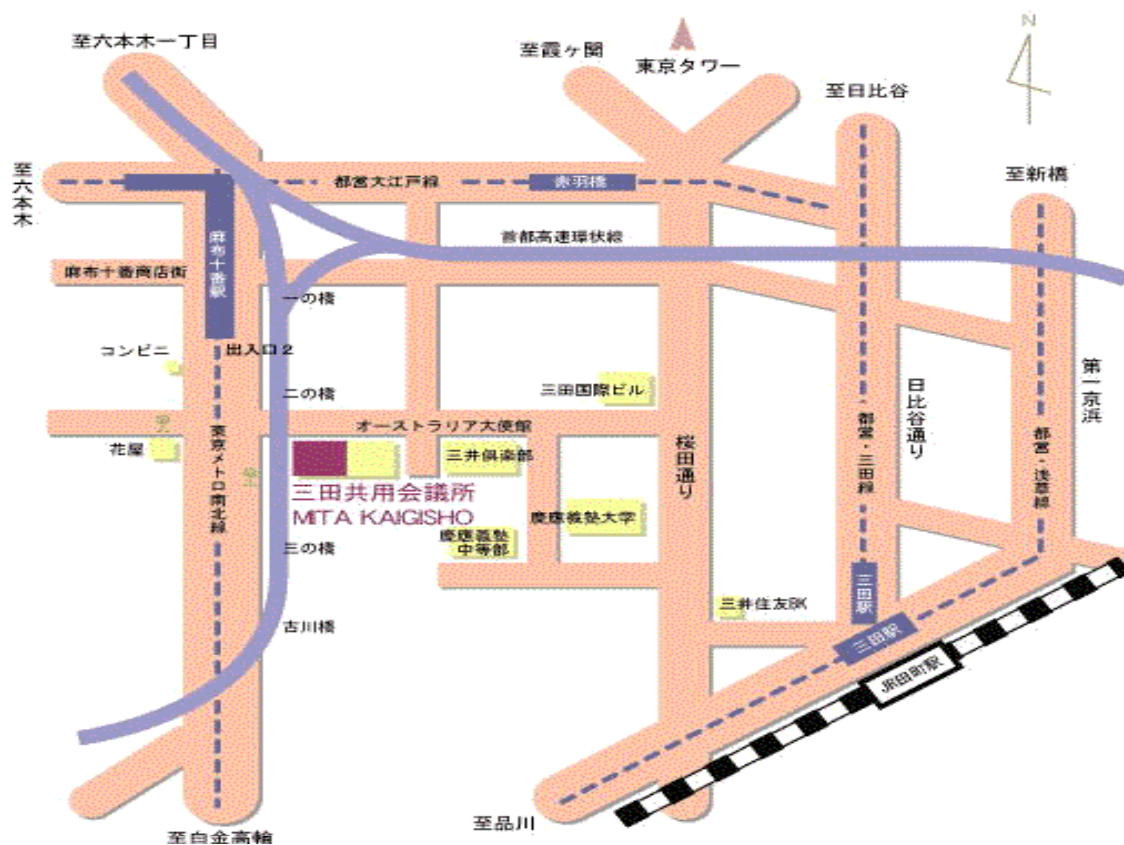 至六本木一丁目
至霞ヶ関
東京タワー
N
至日比谷
至六本木
至新橋
都営大江戸線
赤羽橋
首都高速環状線
麻布十番駅
麻布十番商店街
一の橋
コンビニ
出入口2
二の橋
三田国際ビル
第一京浜
日比谷通り
オーストラリア大使館
花屋
三井倶楽部
桜田通り
都営・三田線
都営・浅草線
東京メトロ南北線
三田共用会議所
MITA KAIGISHO
慶應義塾大学
慶應義塾
中等部
三の橋
三田駅
三井住友BK
古川橋
三田駅
JR田町駅
至品川
至白金高輪